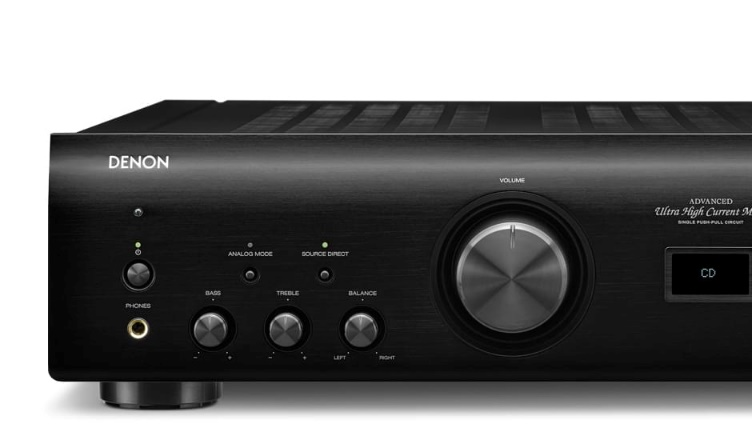 DENON
VOLUME
ADVANCED
Ultra High Current M
SINGLE PUSH-PULL CIRCUIT
ANALOG MODE
SOURCE DIRECT
CD
BASS
TREBLE
BALANCE
PHONES
- +
- +
LEFT RIGHT